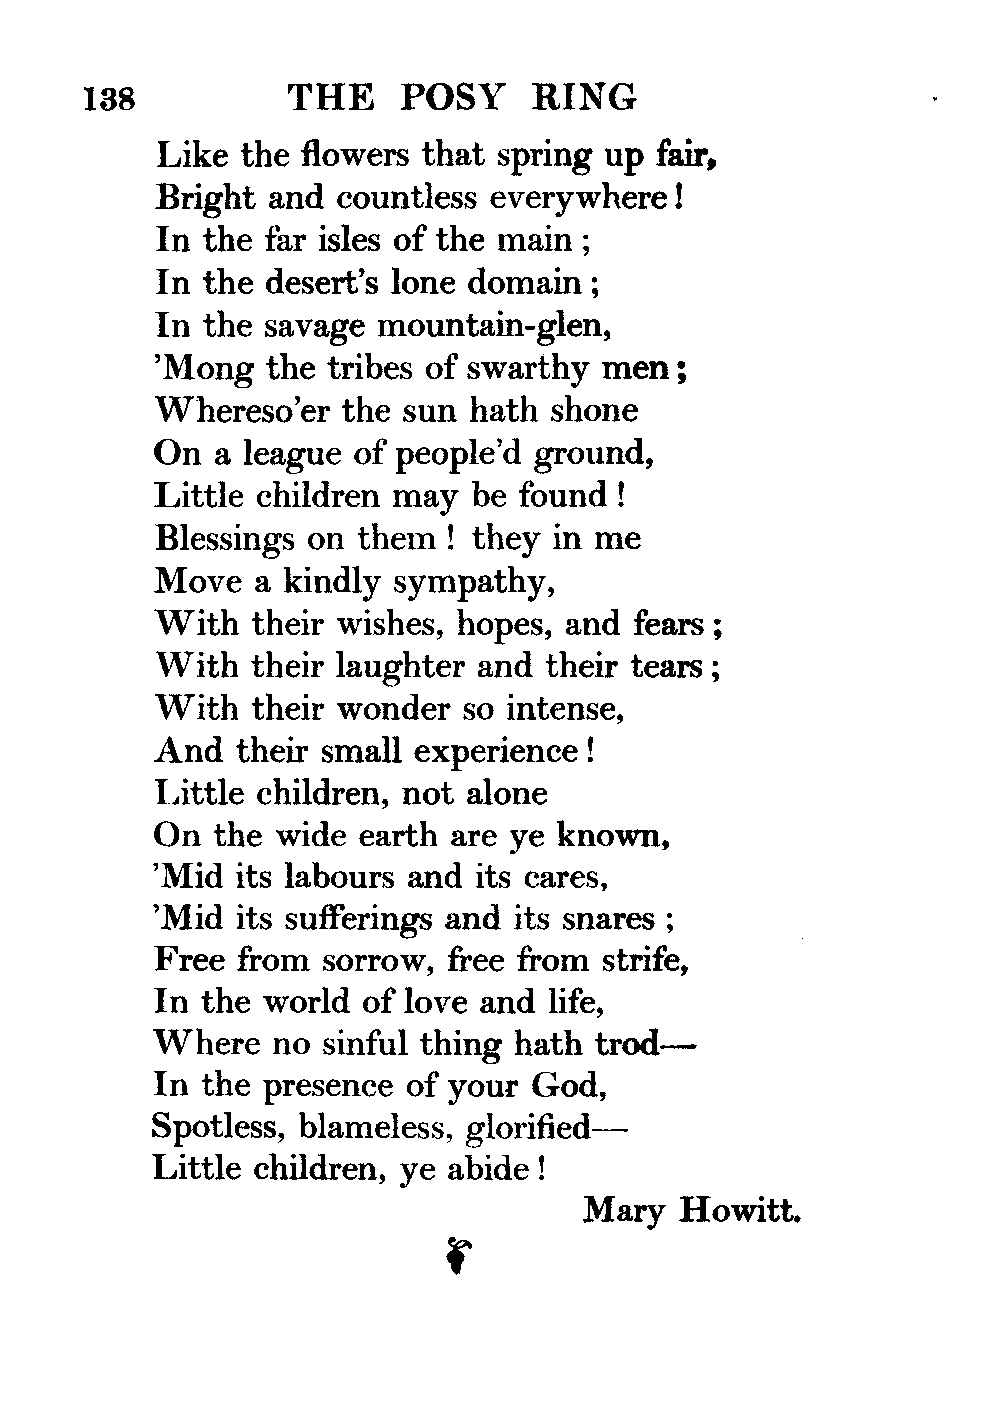 138 THE POSY RING
Like the flowers that spring up fair,
Bright and countless everywhere!
In the far isles of the main;
In the desert's lone domain;
In the savage mountain-glen,
'Mong the tribes of swarthy men;
Whereso'er the sun hath shone
On a league of people'd ground,
Little children may be found!
Blessings on them! they in me
Move a kindly sympathy,
With their wishes, hopes, and fears;
With their laughter and their tears;
With their wonder so intense,
And their small experience!
Little children, not alone
On the wide earth are ye known,
'Mid its labours and its cares,
'Mid its sufferings and its snares;
Free from sorrow, free from strife,
In the world of love and life,
Where no sinful thing hath trod—
In the presence of your God,
Spotless, blameless, glorified—
Little children, ye abide!
Mary Howitt.